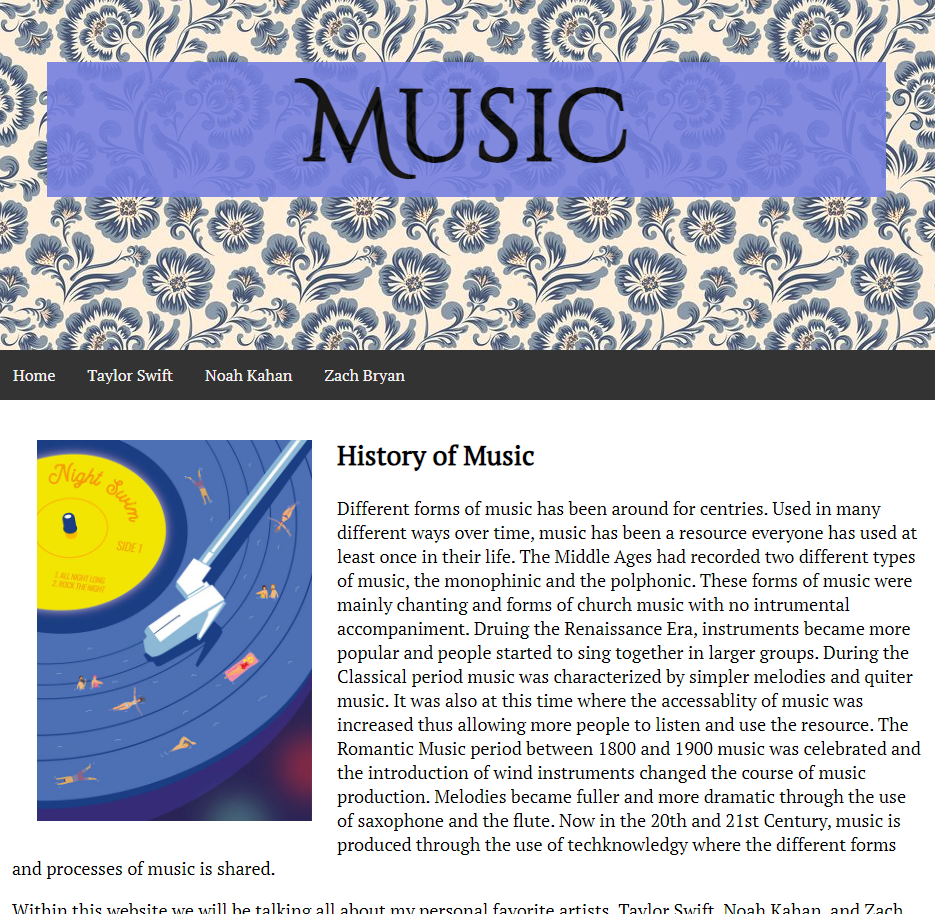 MUSIC
Home Taylor Swift Noah Kahan Zach Bryan
Night Swim
SIDE 1
1. ALL NIGHT LONG
2. ROCK THE NIGHT
History of Music
Different forms of music has been around for centries. Used in many
different ways over time, music has been a resource everyone has used at
least once in their life. The Middle Ages had recorded two different types
of music, the monophinic and the polphonic. These forms of music were
mainly chanting and forms of church music with no intrumental
accompaniment. Druing the Renaissance Era, instruments became more
popular and people started to sing together in larger groups. During the
Classical period music was characterized by simpler melodies and quiter
music. It was also at this time where the accessablity of music was
increased thus allowing more people to listen and use the resource. The
Romantic Music period between 1800 and 1900 music was celebrated and
the introduction of wind instruments changed the course of music
production. Melodies became fuller and more dramatic through the use
of saxophone and the flute. Now in the 20th and 21st Century, music is
produced through the use of techknowledgy where the different forms
and processes of music is shared.
Within this website we will be talking all about my personal favorite artists, Taylor Swift, Noah Kahan, and Zach